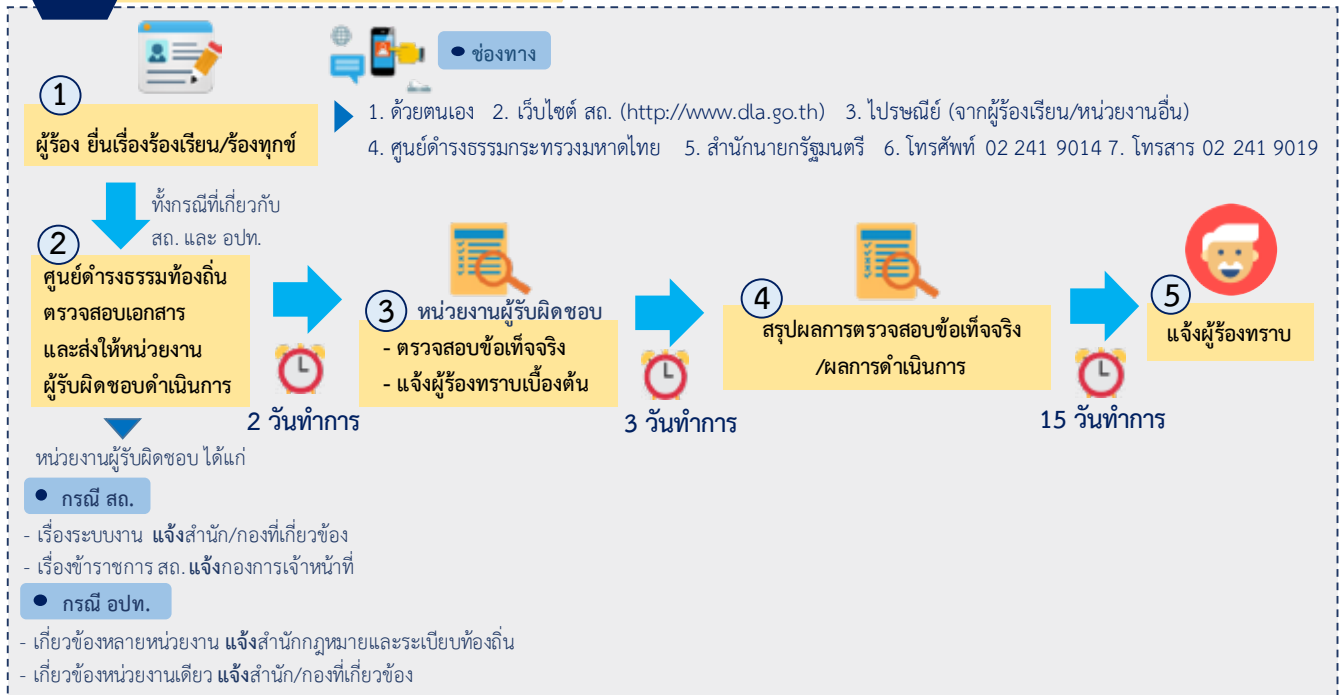 ● ช่องทาง
1
ผู้ร้อง ยื่นเรื่องร้องเรียน/ร้องทุกข์
1. ด้วยตนเอง 2. เว็บไซต์ สถ. (http://www.dla.go.th) 3. ไปรษณีย์ (จากผู้ร้องเรียน/หน่วยงานอื่น)
4. ศูนย์ดำรงธรรมกระทรวงมหาดไทย 5. สำนักนายกรัฐมนตรี 6. โทรศัพท์ 02 241 9014 7. โทรสาร 02 241 9019
ทั้งกรณีที่เกี่ยวกับ
สถ. และ อปท.
2
ศูนย์ดำรงธรรมท้องถิ่น
ตรวจสอบเอกสาร
และส่งให้หน่วยงาน
ผู้รับผิดชอบดำเนินการ
2 วันทำการ
3 หน่วยงานผู้รับผิดชอบ
- ตรวจสอบข้อเท็จจริง
- แจ้งผู้ร้องทราบเบื้องต้น
3 วันทำการ
4
สรุปผลการตรวจสอบข้อเท็จจริง
/ผลการดำเนินการ
15 วันทำการ
5
แจ้งผู้ร้องทราบ
หน่วยงานผู้รับผิดชอบ ได้แก่
● กรณี สถ.
- เรื่องระบบงาน แจ้งสำนัก/กองที่เกี่ยวข้อง
- เรื่องข้าราชการ สถ. แจ้งกองการเจ้าหน้าที่
● กรณี อปท.
- เกี่ยวข้องหลายหน่วยงาน แจ้งสำนักกฎหมายและระเบียบท้องถิ่น
- เกี่ยวข้องหน่วยงานเดียว แจ้งสำนัก/กองที่เกี่ยวข้อง